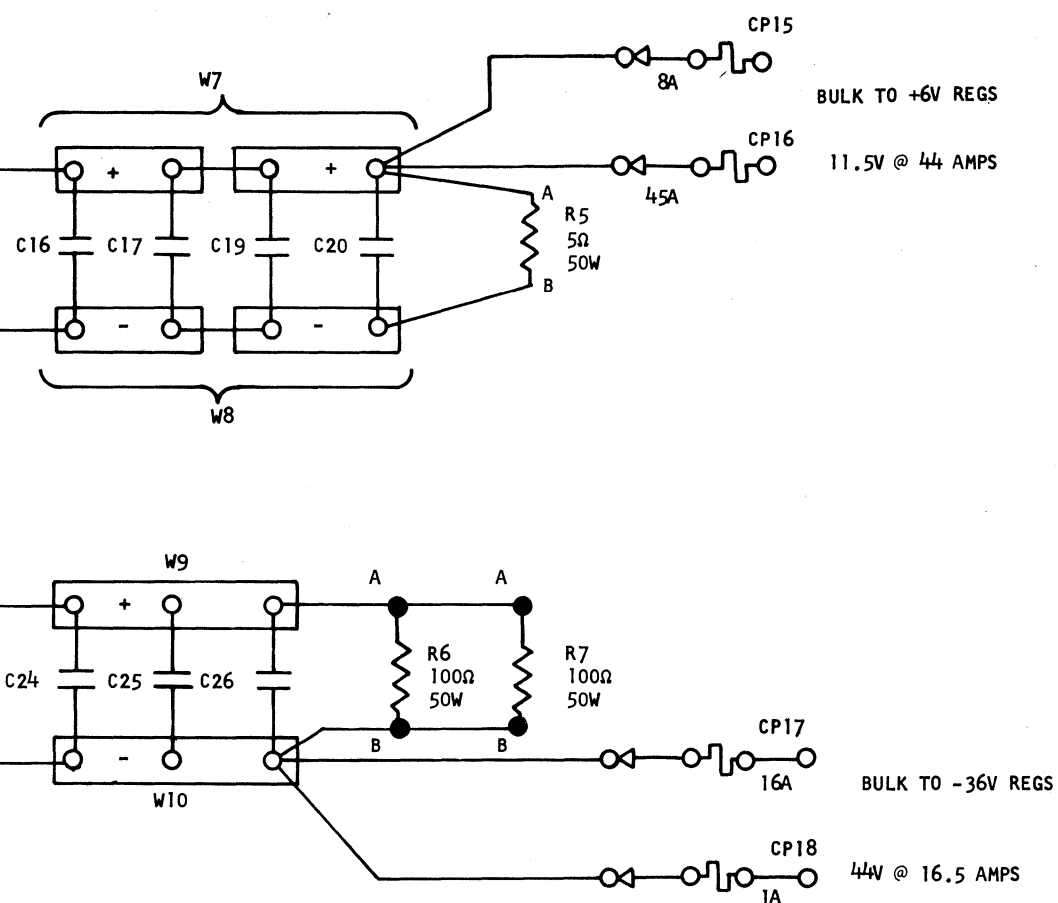 CP15
8A
W7
BULK TO +6V REGS
CP16
11.5V @ 44 AMPS
45A
+
+
A
R5
5Ω
50W
B
C16
C17
C19
C20
-
-
W8
W9
+
A
A
C24
C25
C26
R6
100Ω
50W
R7
100Ω
50W
B
B
-
W10
CP17
16A
BULK TO -36V REGS
CP18
44V @ 16.5 AMPS
1A